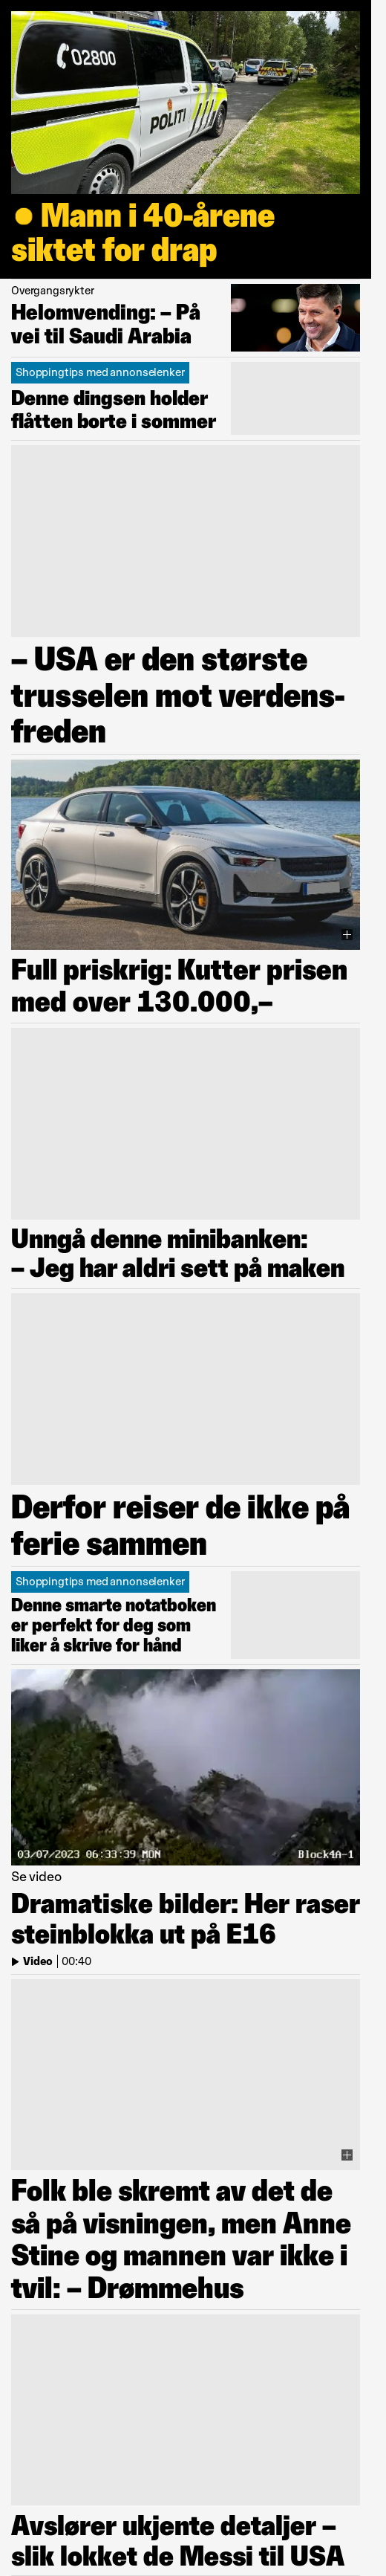 02800
POLITI
● Mann i 40-årene
siktet for drap
Overgangsrykter
Helomvending: – På
vei til Saudi Arabia
Shoppingtips med annonselenker
Denne dingsen holder
flåtten borte i sommer
– USA er den største
trusselen mot verdens-
freden
Full priskrig: Kutter prisen
med over 130.000,–
Unngå denne minibanken:
– Jeg har aldri sett på maken
Derfor reiser de ikke på
ferie sammen
Shoppingtips med annonselenker
Denne smarte notatboken
er perfekt for deg som
liker å skrive for hånd
03/07/2023 06:33:39 MON
Block4A-1
Se video
Dramatiske bilder: Her raser
steinblokka ut på E16
Video | 00:40
Folk ble skremt av det de
så på visningen, men Anne
Stine og mannen var ikke i
tvil: – Drømmehus
Avslører ukjente detaljer –
slik lokket de Messi til USA